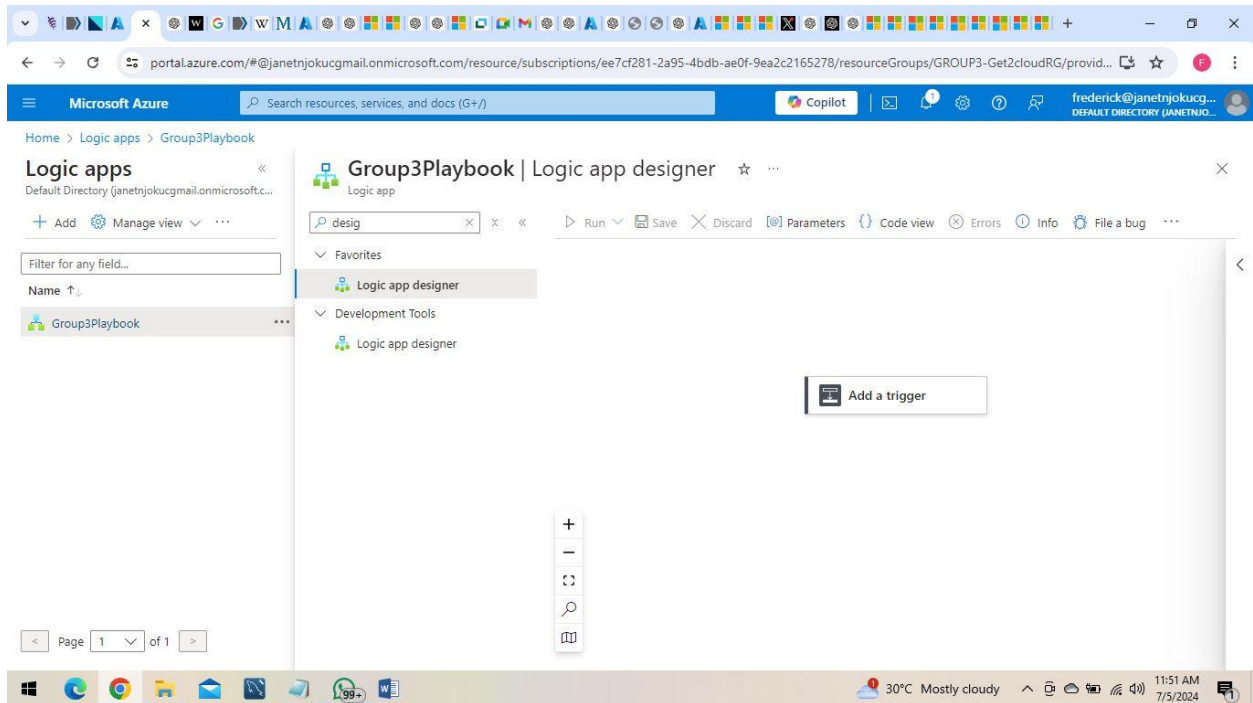 portal.azure.com/#@janetnjokucgmail.onmicrosoft.com/resource/subscriptions/ee7cf281-2a95-4bdb-ae0f-9ea2c2165278/resourceGroups/GROUP3-Get2cloudRG/provid...
F
Microsoft Azure
Search resources, services, and docs (G+/)
Copilot
1
frederick@janetnjokucg...
DEFAULT DIRECTORY (JANETNJO...
Home > Logic apps > Group3Playbook
Logic apps
Default Directory (janetnjokucgmail.onmicrosoft.c...
+ Add Manage view ...
Filter for any field...
Name ↑↓
Group3Playbook ...
Page 1 of 1
Group3Playbook | Logic app designer ...
Logic app
desig
Favorites
Logic app designer
Development Tools
Logic app designer
Run Save Discard [@] Parameters {} Code view Errors Info File a bug ...
Add a trigger
99+
30°C Mostly cloudy
11:51 AM
7/5/2024